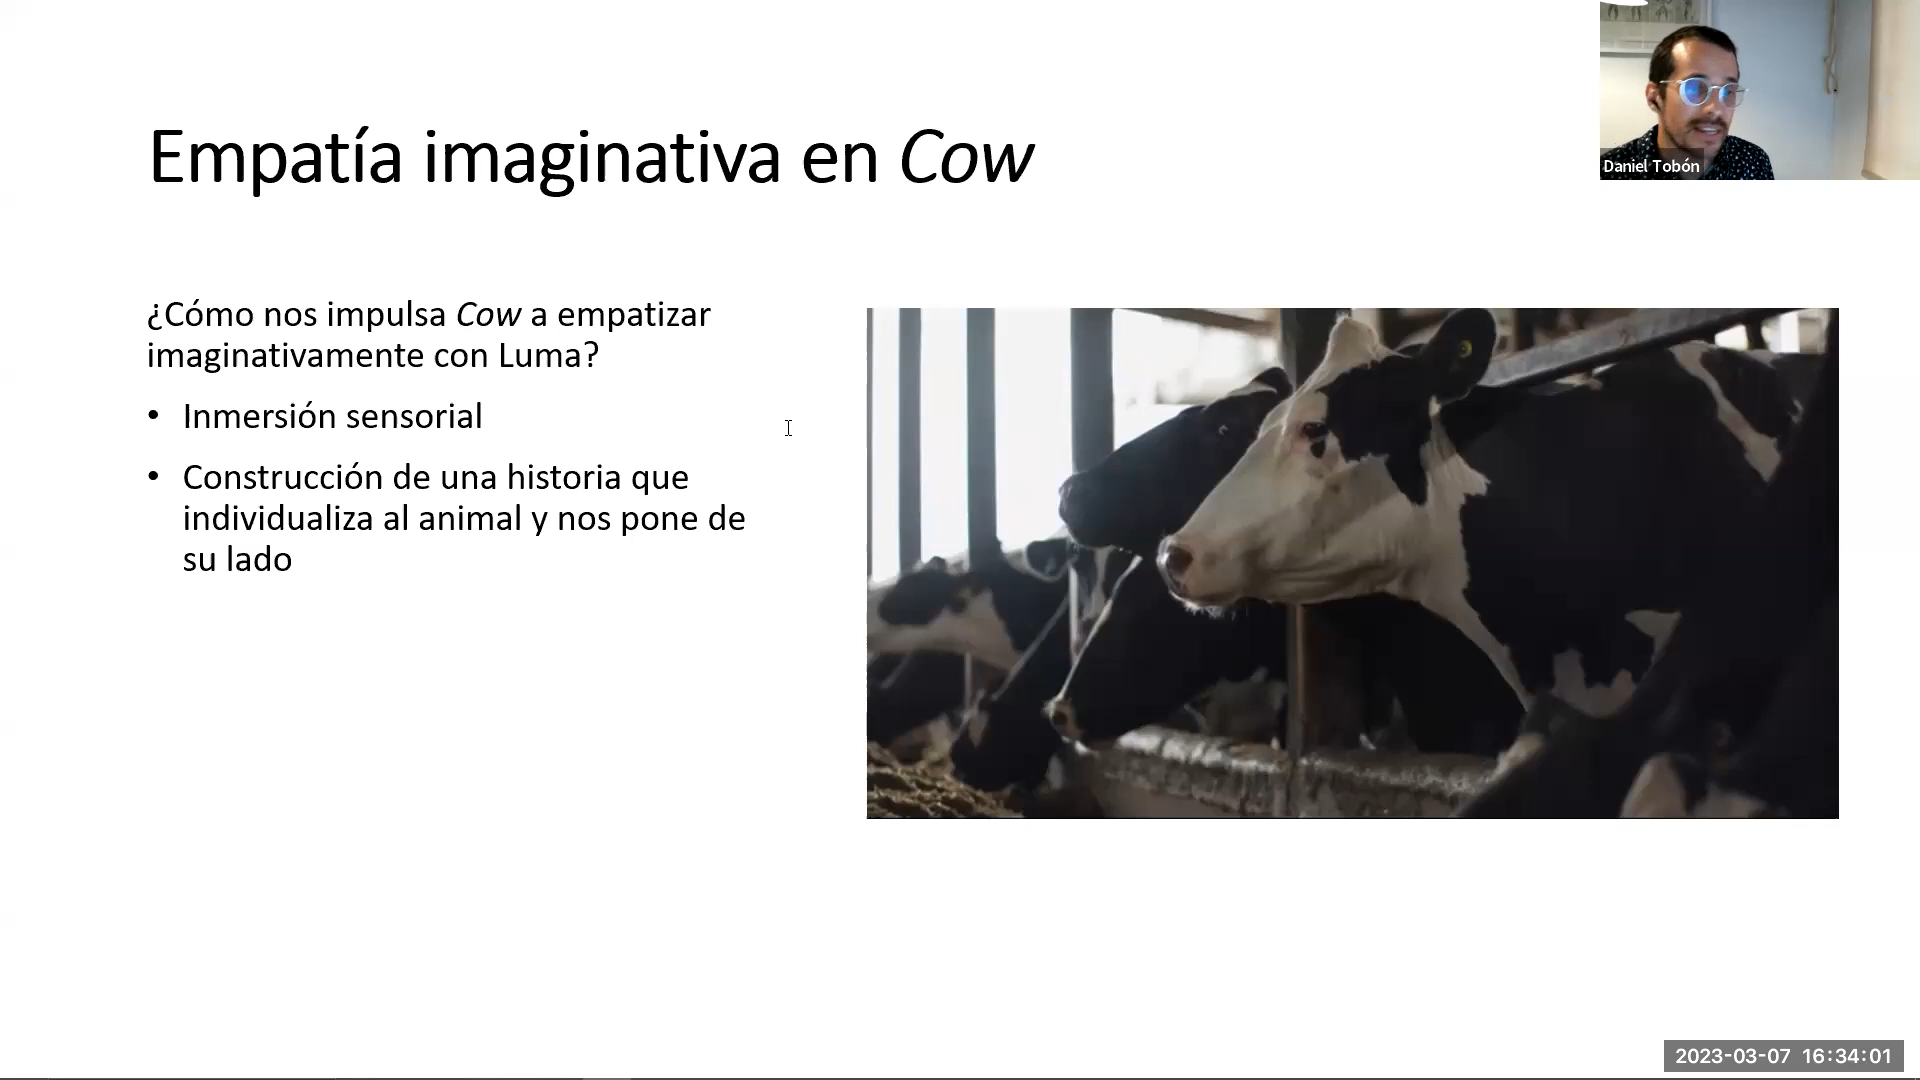 Empatía imaginativa en Cow
Daniel Tobón
¿Cómo nos impulsa Cow a empatizar
imaginativamente con Luma?
• Inmersión sensorial
• Construcción de una historia que
individualiza al animal y nos pone de
su lado
2023-03-07 16:34:01